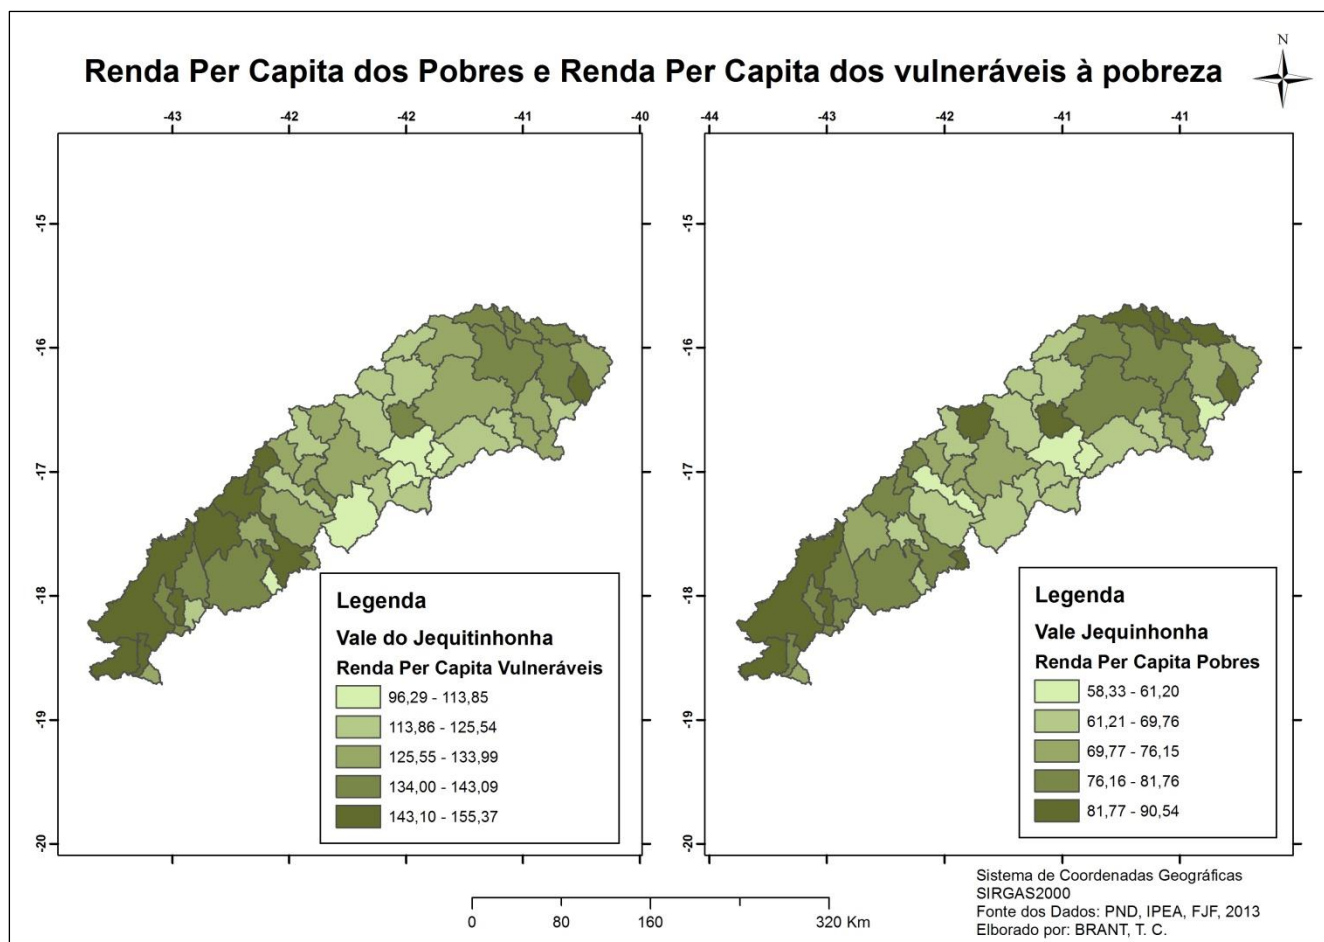 Renda Per Capita dos Pobres e Renda Per Capita dos vulneráveis à pobreza
N
-43 -42 -42 -41 -40
-44 -43 -42 -41 -41
-15
-16
-17
-18
-19
-20
Legenda
Vale do Jequitinhonha
Renda Per Capita Vulneráveis
96,29 - 113,85
113,86 - 125,54
125,55 - 133,99
134,00 - 143,09
143,10 - 155,37
-15
-16
-17
-18
-19
-20
Legenda
Vale Jequinhonha
Renda Per Capita Pobres
58,33 - 61,20
61,21 - 69,76
69,77 - 76,15
76,16 - 81,76
81,77 - 90,54
0 80 160 320 Km
Sistema de Coordenadas Geográficas
SIRGAS2000
Fonte dos Dados: PND, IPEA, FJF, 2013
Elborado por: BRANT, T. C.